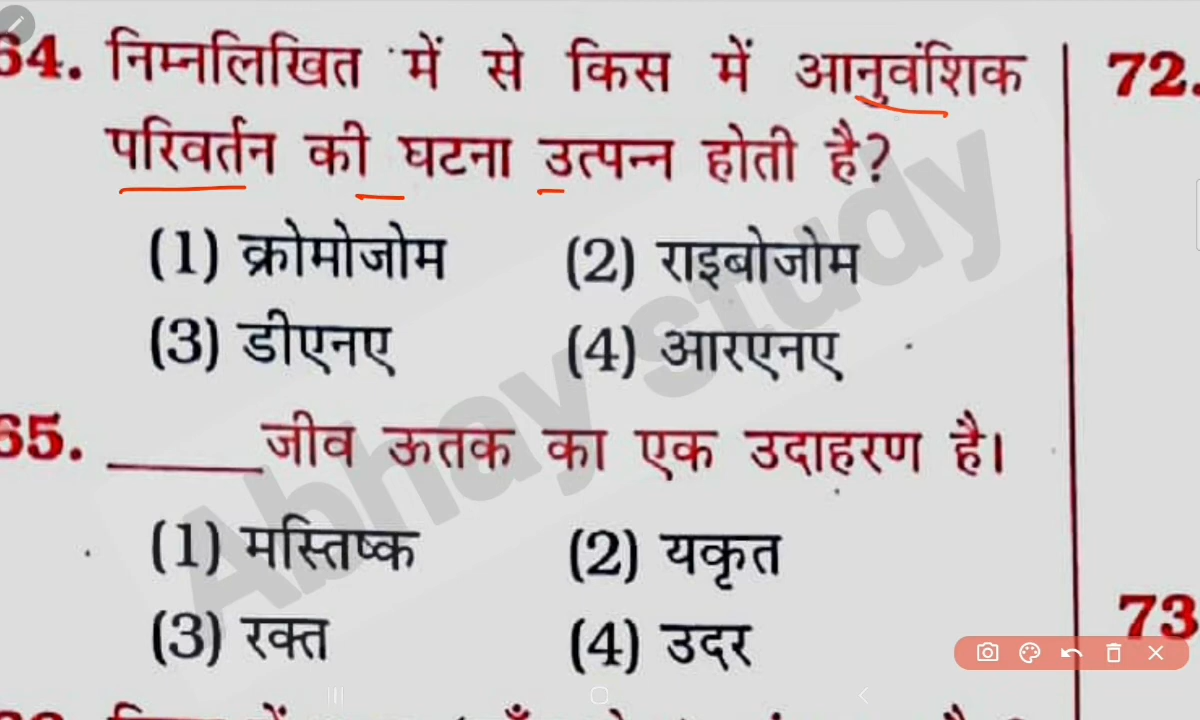 64. निम्नलिखित में से किस में आनुवंशिक
परिवर्तन की घटना उत्पन्न होती है?
(1) क्रोमोजोम (2) राइबोजोम
(3) डीएनए (4) आरएनए
65. _____जीव ऊतक का एक उदाहरण है।
(1) मस्तिष्क (2) यकृत
(3) रक्त (4) उदर
72.
73
Abhay study